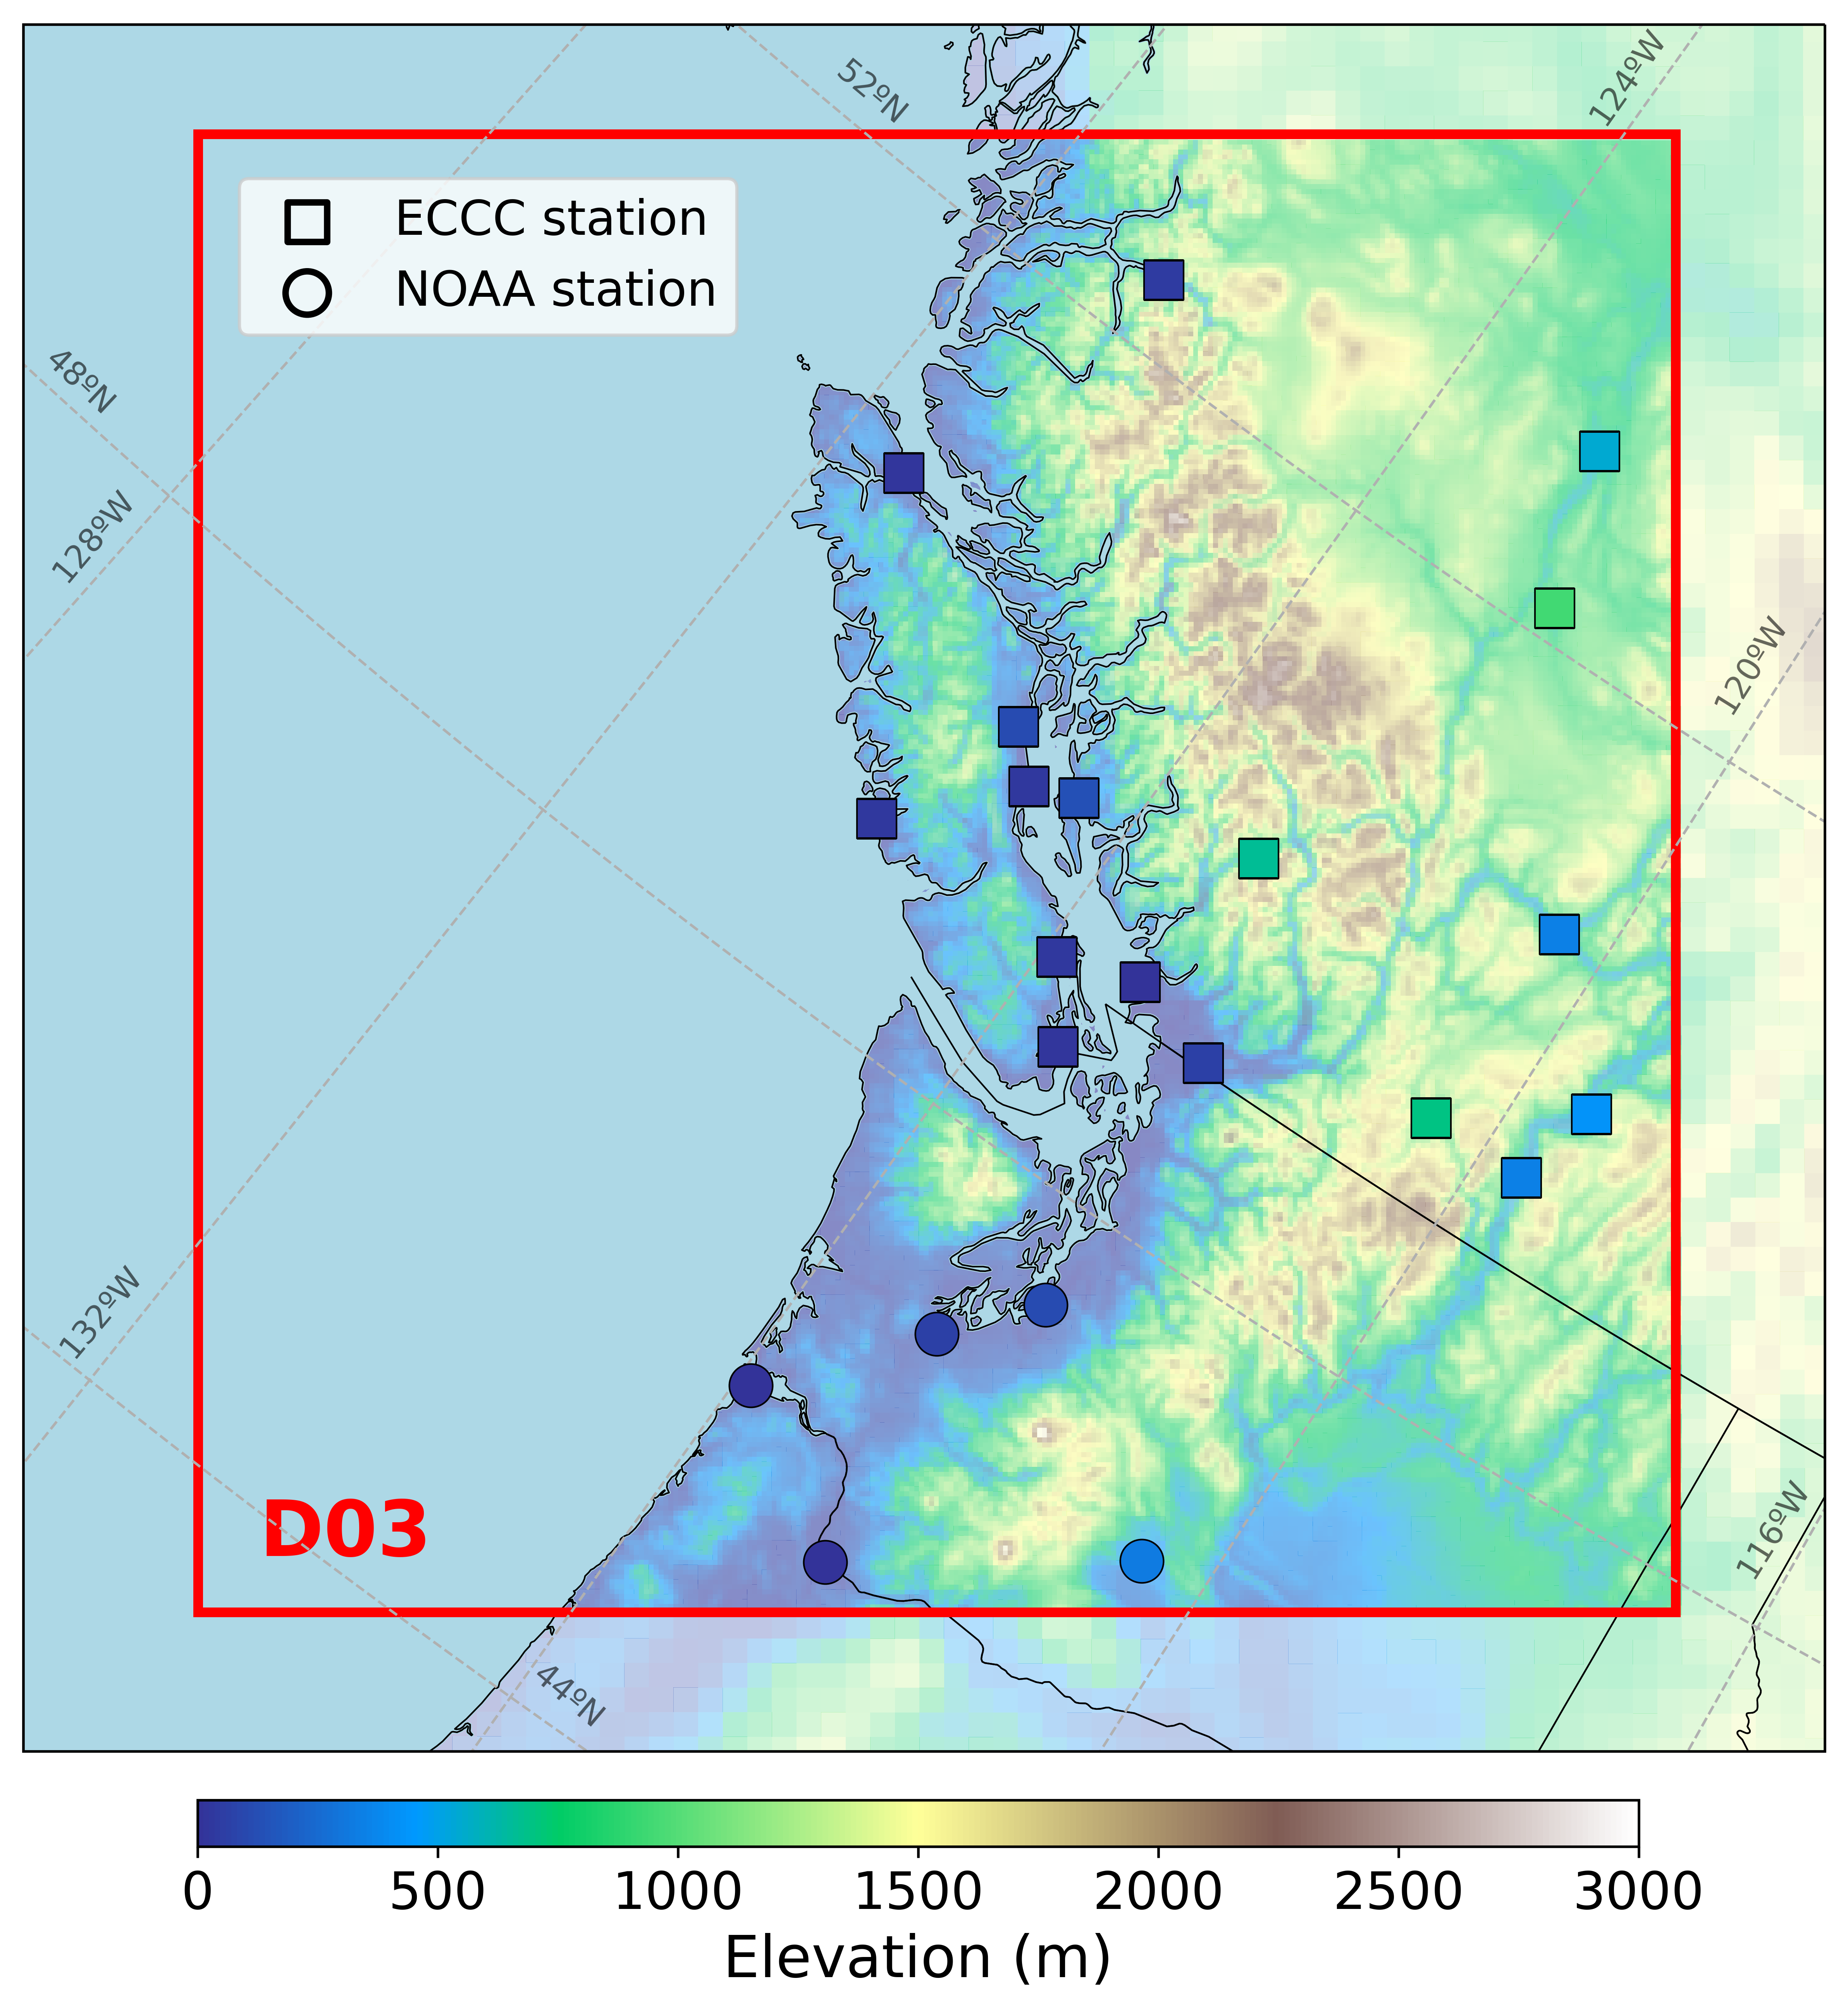 52ºN
124ºW
ECCC station
NOAA station
48ºN
128ºW
120ºW
132ºW
D03
116ºW
44ºN
0 500 1000 1500 2000 2500 3000
Elevation (m)